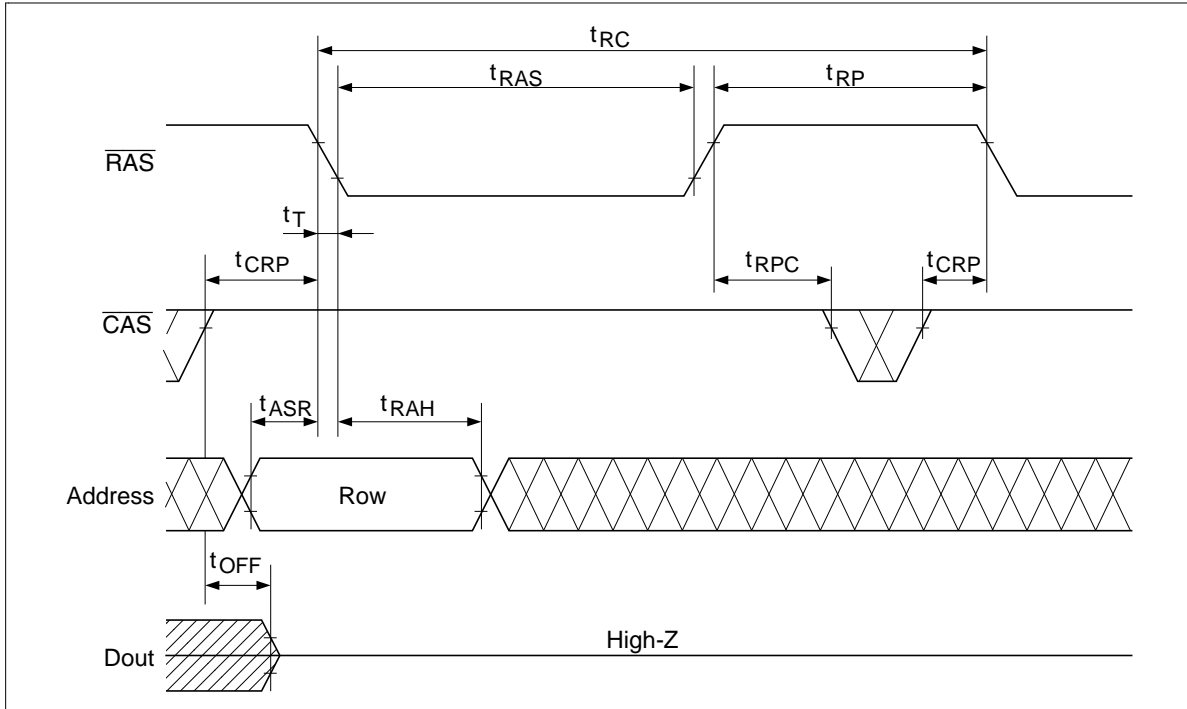 tRC
tRAS
tRP
RAS
tT
tCRP
tRPC
tCRP
CAS
tASR
tRAH
Address
Row
tOFF
High-Z
Dout